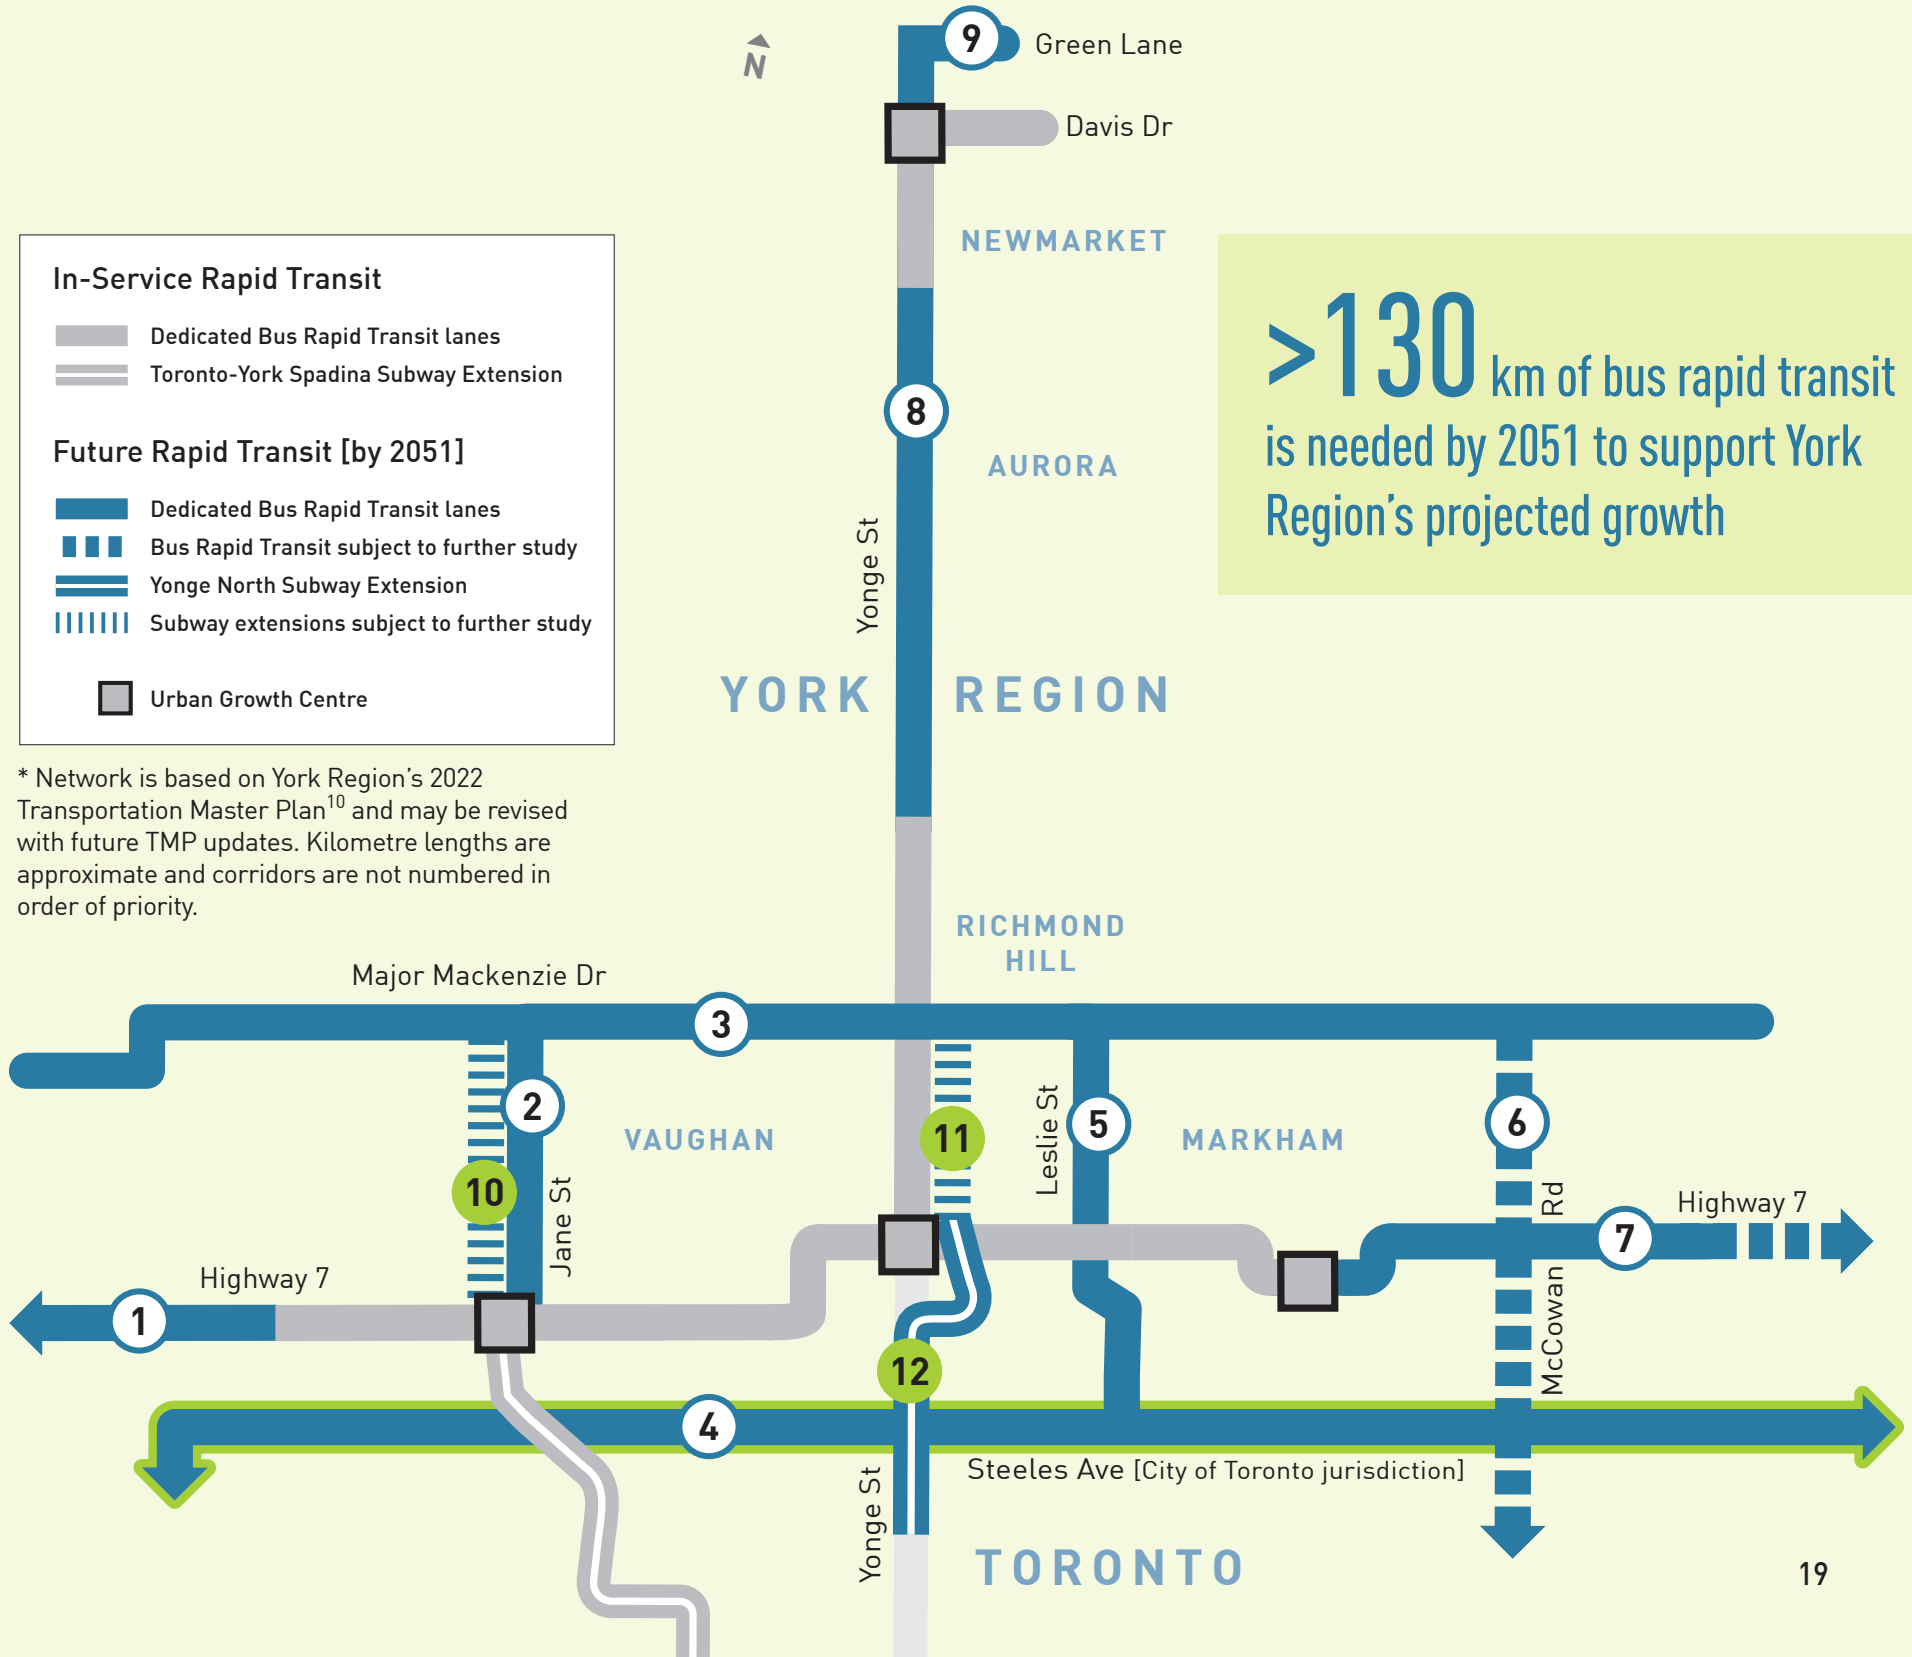 9
Green Lane
N
Davis Dr
NEWMARKET
In-Service Rapid Transit
Dedicated Bus Rapid Transit lanes
Toronto-York Spadina Subway Extension
Future Rapid Transit [by 2051]
Dedicated Bus Rapid Transit lanes
Bus Rapid Transit subject to further study
Yonge North Subway Extension
Subway extensions subject to further study
Urban Growth Centre
>130 km of bus rapid transit
is needed by 2051 to support York
Region's projected growth
8
AURORA
Yonge St
YORK REGION
* Network is based on York Region's 2022
Transportation Master Plan10 and may be revised
with future TMP updates. Kilometre lengths are
approximate and corridors are not numbered in
order of priority.
RICHMOND
HILL
Major Mackenzie Dr
3
2
VAUGHAN
11
Leslie St
5
MARKHAM
6
10
Jane St
McCowan Rd
Highway 7
7
Highway 7
1
12
4
Steeles Ave [City of Toronto jurisdiction]
Yonge St
TORONTO
19